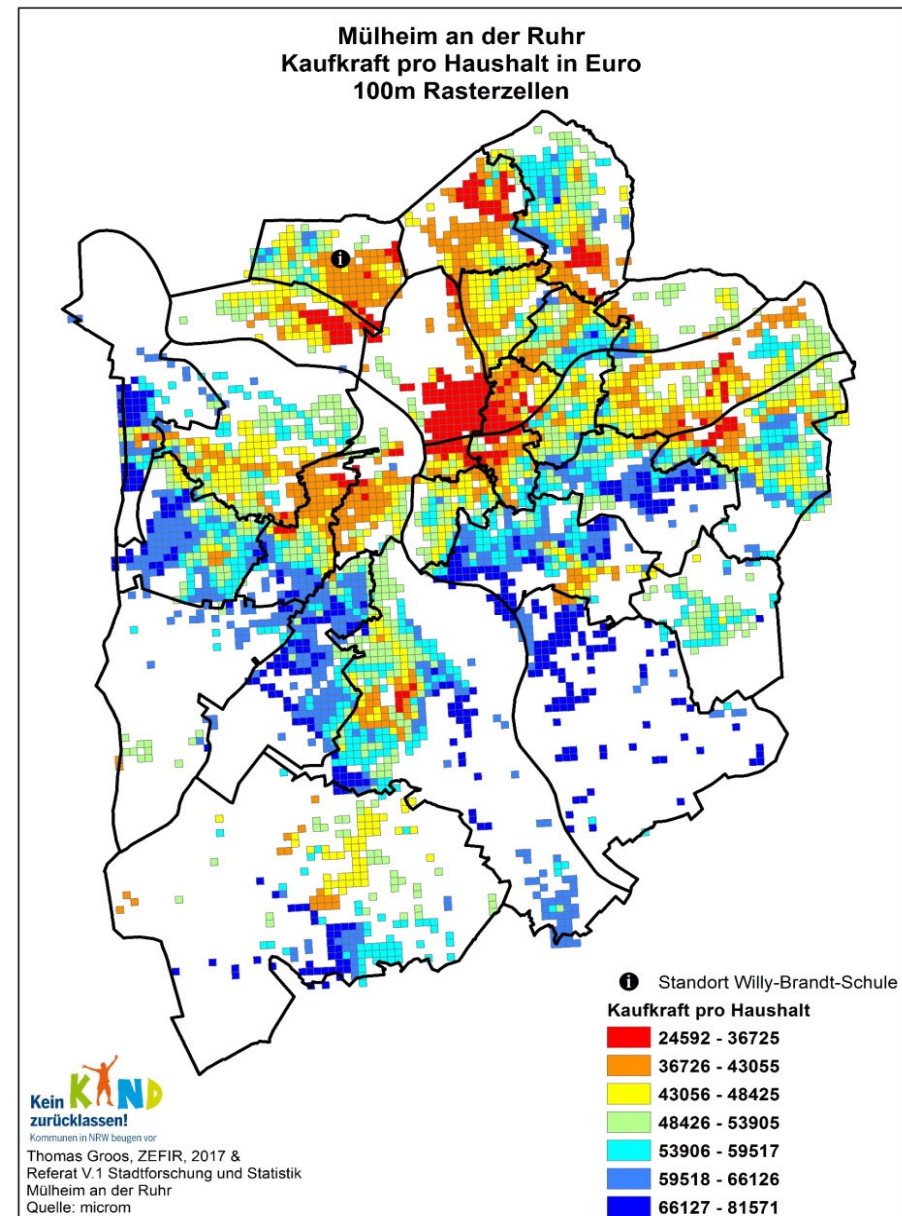 Mülheim an der Ruhr
Kaufkraft pro Haushalt in Euro
100m Rasterzellen
i
i Standort Willy-Brandt-Schule
Kaufkraft pro Haushalt
24592 - 36725
36726 - 43055
43056 - 48425
48426 - 53905
53906 - 59517
59518 - 66126
66127 - 81571
Kein KIND
zurücklassen!
Kommunen in NRW beugen vor
Thomas Groos, ZEFIR, 2017 &
Referat V.1 Stadtforschung und Statistik
Mülheim an der Ruhr
Quelle: microm